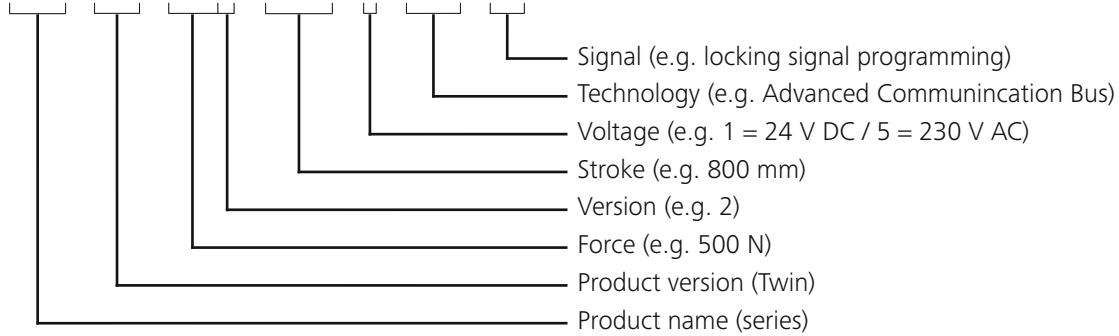 Signal (e.g. locking signal programming)
Technology (e.g. Advanced Communincation Bus)
Voltage (e.g. 1 = 24 V DC / 5 = 230 V AC)
Stroke (e.g. 800 mm)
Version (e.g. 2)
Force (e.g. 500 N)
Product version (Twin)
Product name (series)